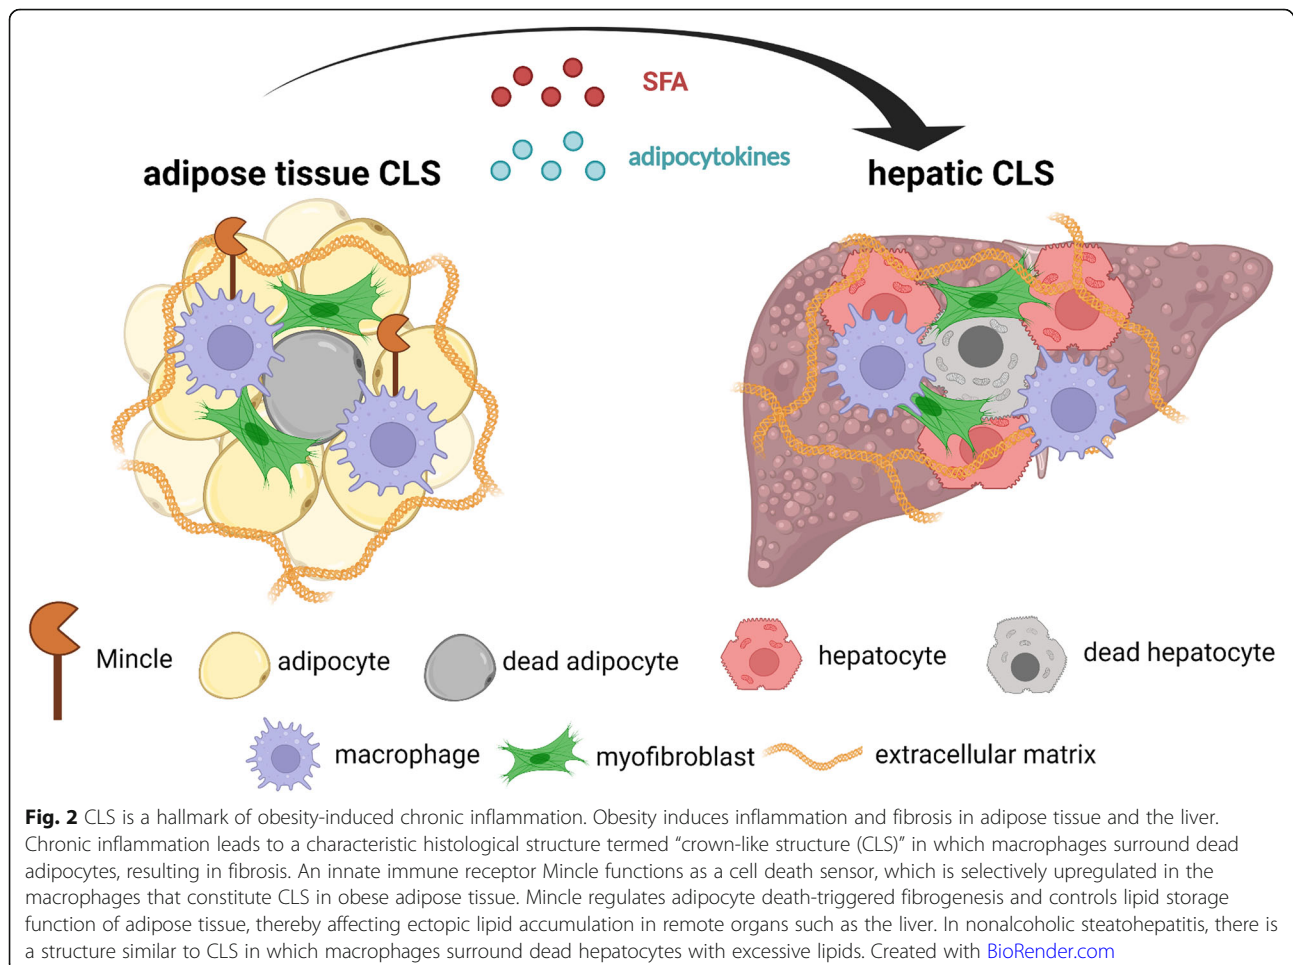 SFA
adipocytokines
adipose tissue CLS
hepatic CLS
Mincle
adipocyte
dead adipocyte
hepatocyte
dead hepatocyte
macrophage
myofibroblast
extracellular matrix
Fig. 2 CLS is a hallmark of obesity-induced chronic inflammation. Obesity induces inflammation and fibrosis in adipose tissue and the liver.
Chronic inflammation leads to a characteristic histological structure termed “crown-like structure (CLS)” in which macrophages surround dead
adipocytes, resulting in fibrosis. An innate immune receptor Mincle functions as a cell death sensor, which is selectively upregulated in the
macrophages that constitute CLS in obese adipose tissue. Mincle regulates adipocyte death-triggered fibrogenesis and controls lipid storage
function of adipose tissue, thereby affecting ectopic lipid accumulation in remote organs such as the liver. In nonalcoholic steatohepatitis, there is
a structure similar to CLS in which macrophages surround dead hepatocytes with excessive lipids. Created with BioRender.com